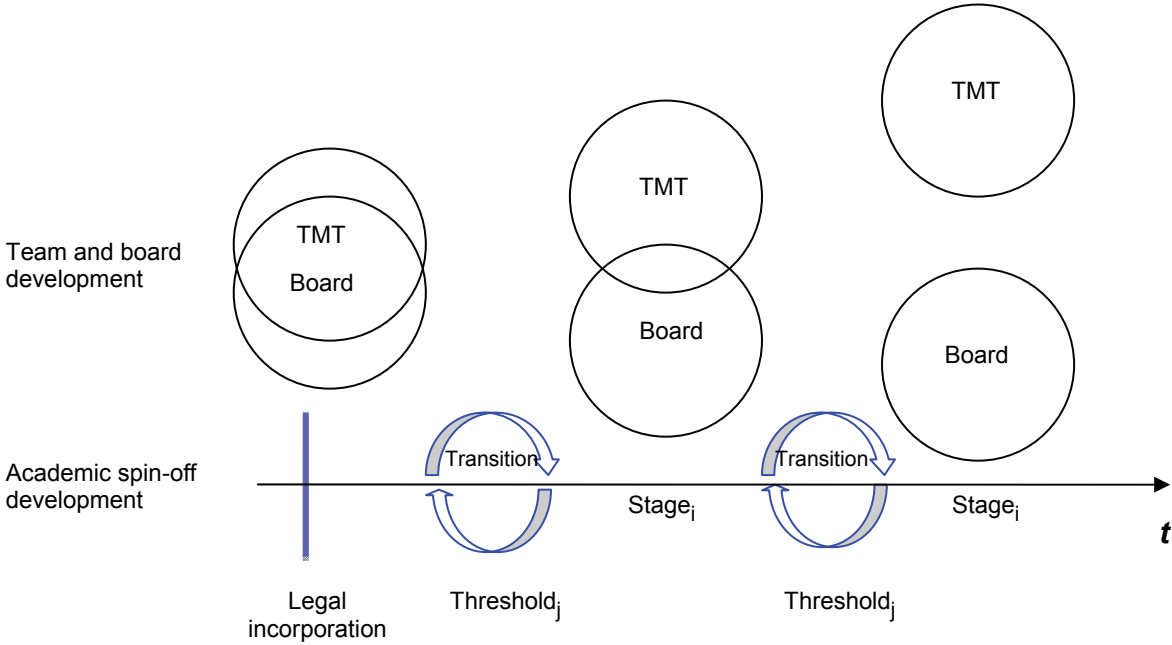 TMT
TMT
TMT
Team and board
development
Board
Board
Board
Academic spin-off
development
Transition
Transition
Stage_i
Stage_i
t
Legal
incorporation
Threshold_j
Threshold_j